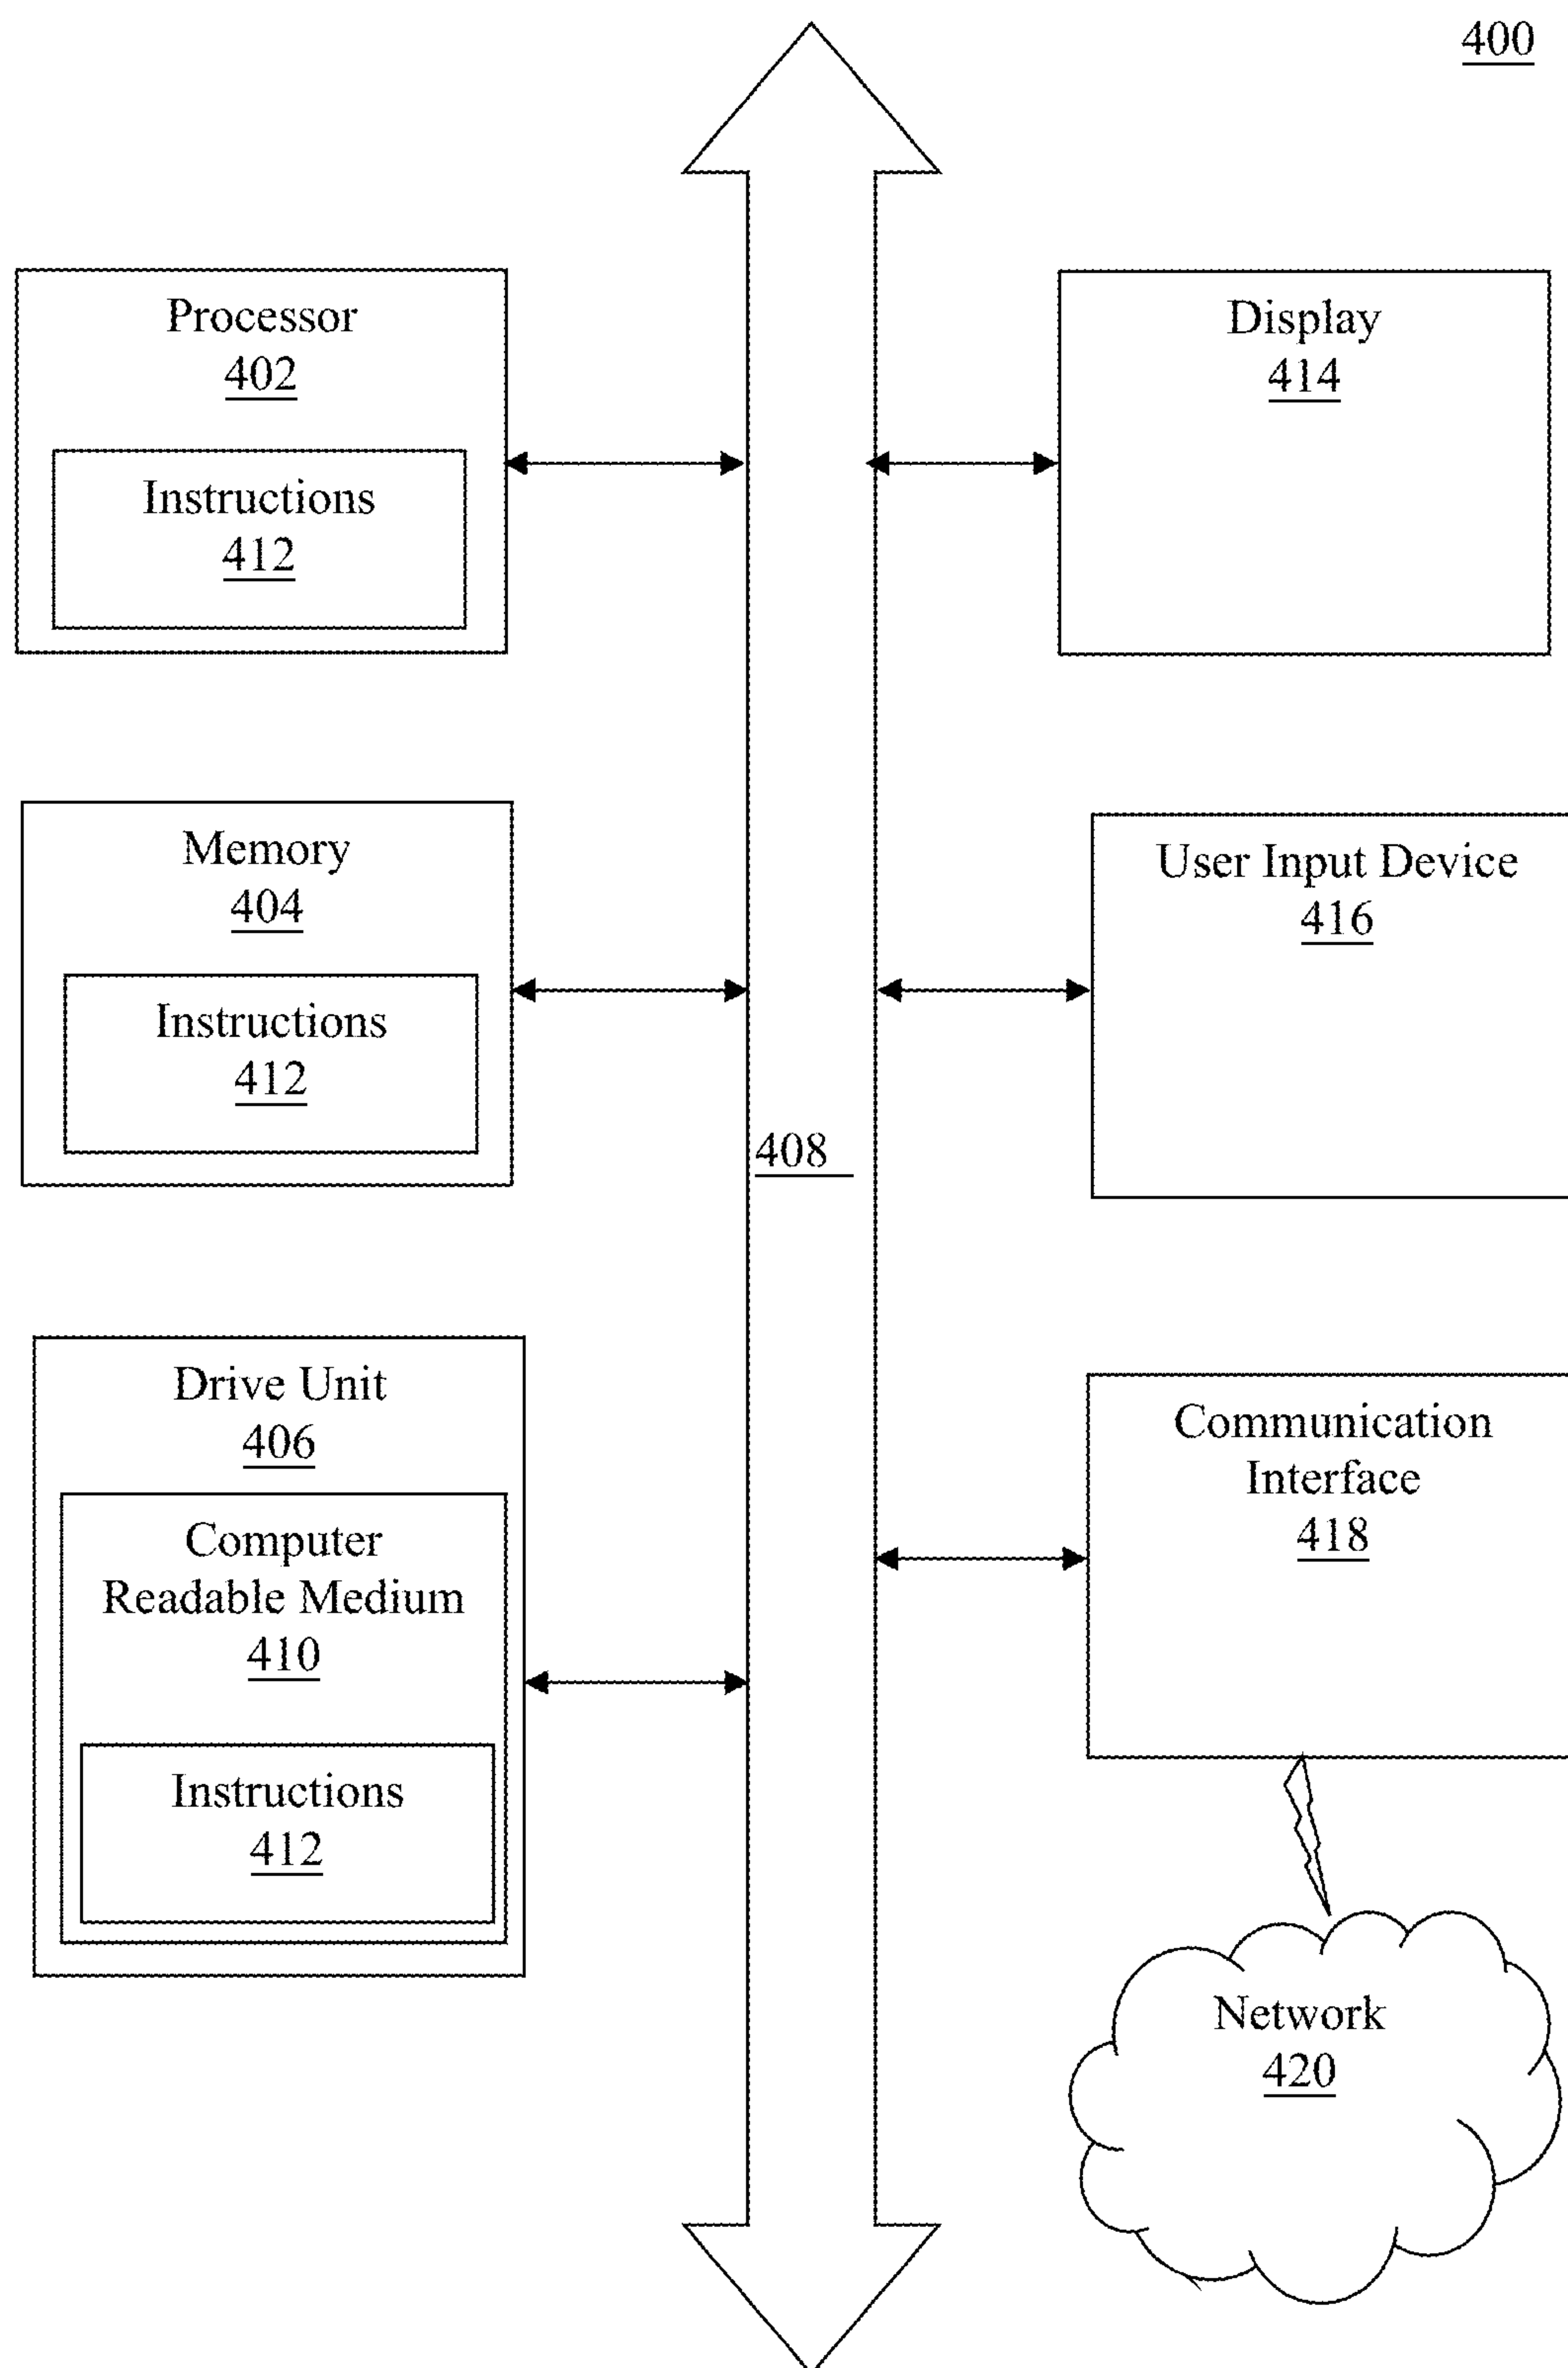 400
Processor
402
Instructions
412
Display
414
Memory
404
Instructions
412
User Input Device
416
408
Drive Unit
406
Computer
Readable Medium
410
Instructions
412
Communication
Interface
418
Network
420